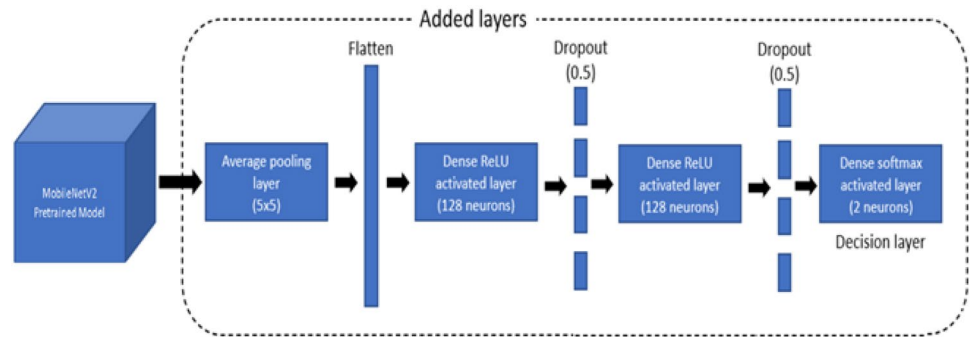 Added layers
Flatten
Dropout
(0.5)
Dropout
(0.5)
MobileNetV2
Pretrained Model
Average pooling
layer
(5x5)
Dense ReLU
activated layer
(128 neurons)
Dense ReLU
activated layer
(128 neurons)
Dense softmax
activated layer
(2 neurons)
Decision layer